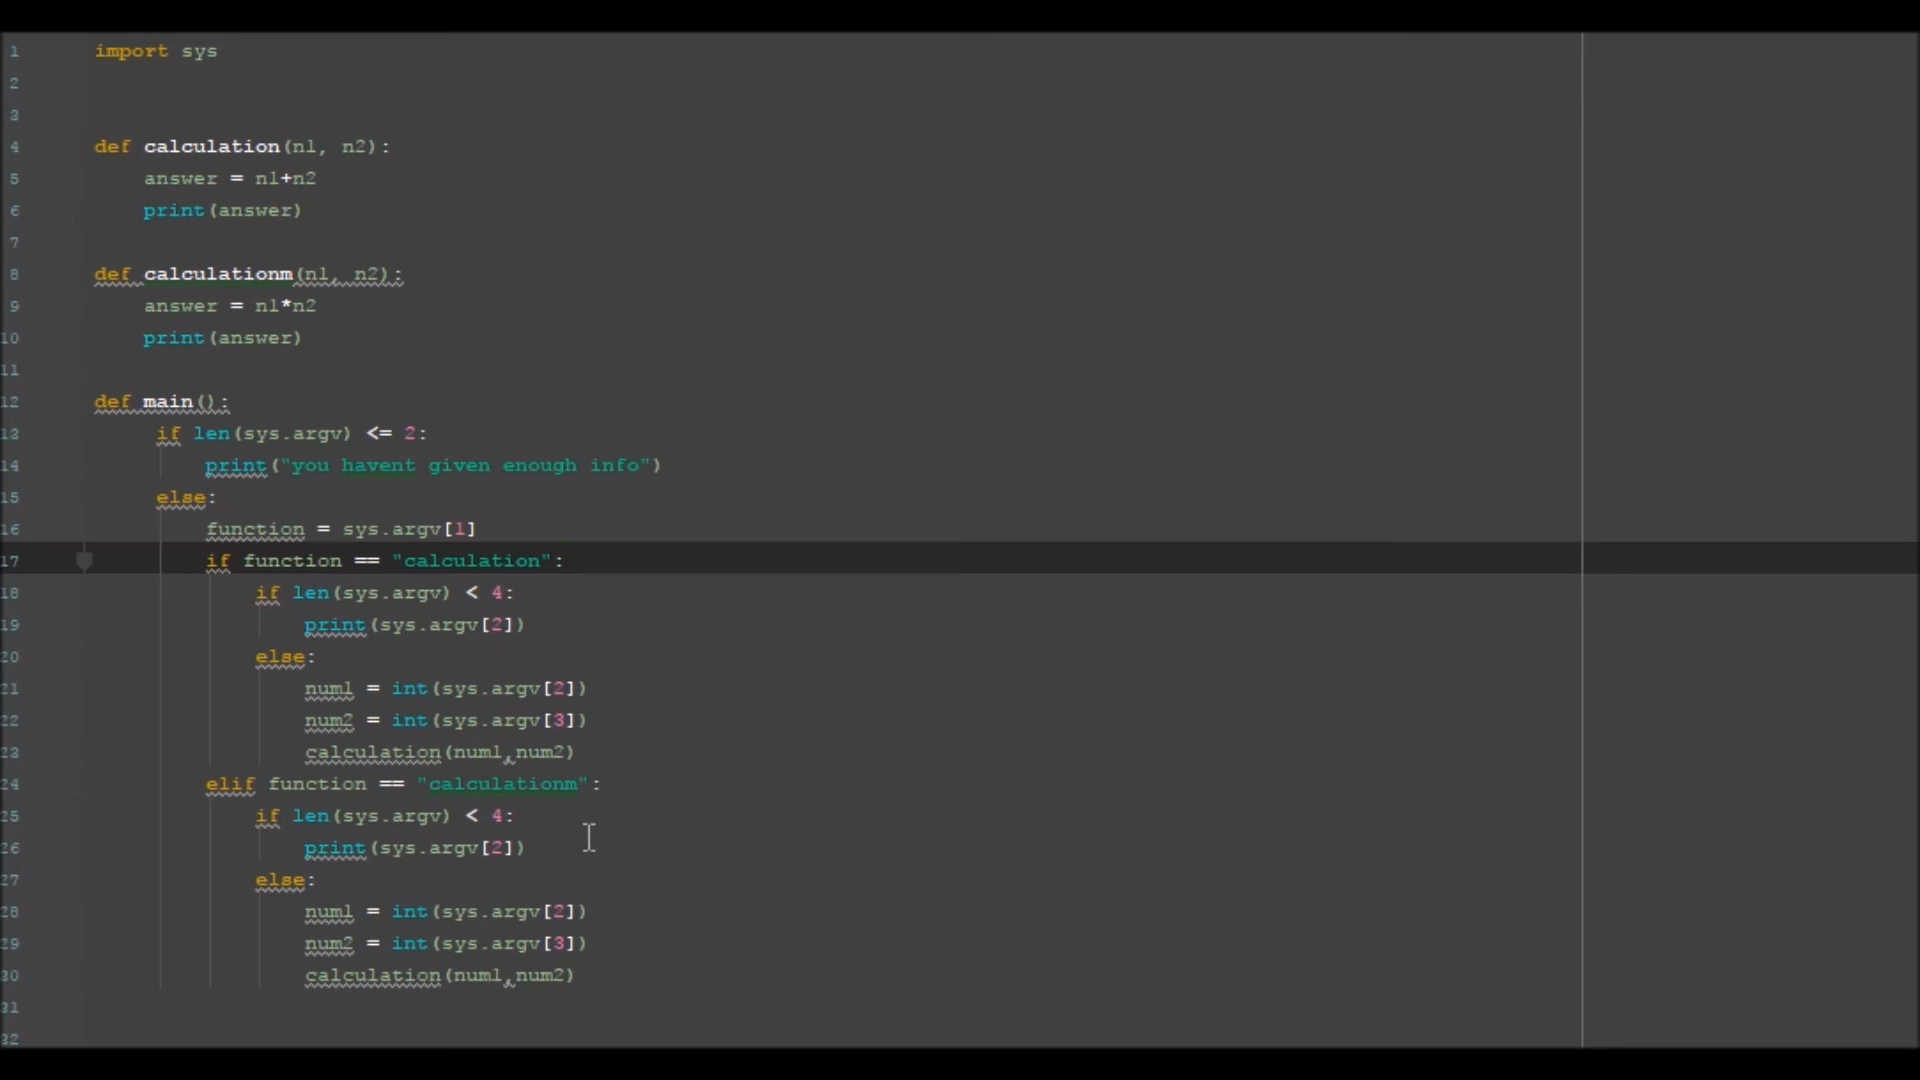 1 import sys
2
3
4 def calculation(n1, n2):
5     answer = n1+n2
6     print(answer)
7
8 def calculationm(n1, n2):
9     answer = n1*n2
10     print(answer)
11
12 def main():
13      if len(sys.argv) <= 2:
14          print("you havent given enough info")
15      else:
16          function = sys.argv[1]
17          if function == "calculation":
18              if len(sys.argv) < 4:
19                  print(sys.argv[2])
20              else:
21                  num1 = int(sys.argv[2])
22                  num2 = int(sys.argv[3])
23                  calculation(num1,num2)
24          elif function == "calculationm":
25              if len(sys.argv) < 4:
26                  print(sys.argv[2])
27              else:
28                  num1 = int(sys.argv[2])
29                  num2 = int(sys.argv[3])
30                  calculation(num1,num2)
31
32